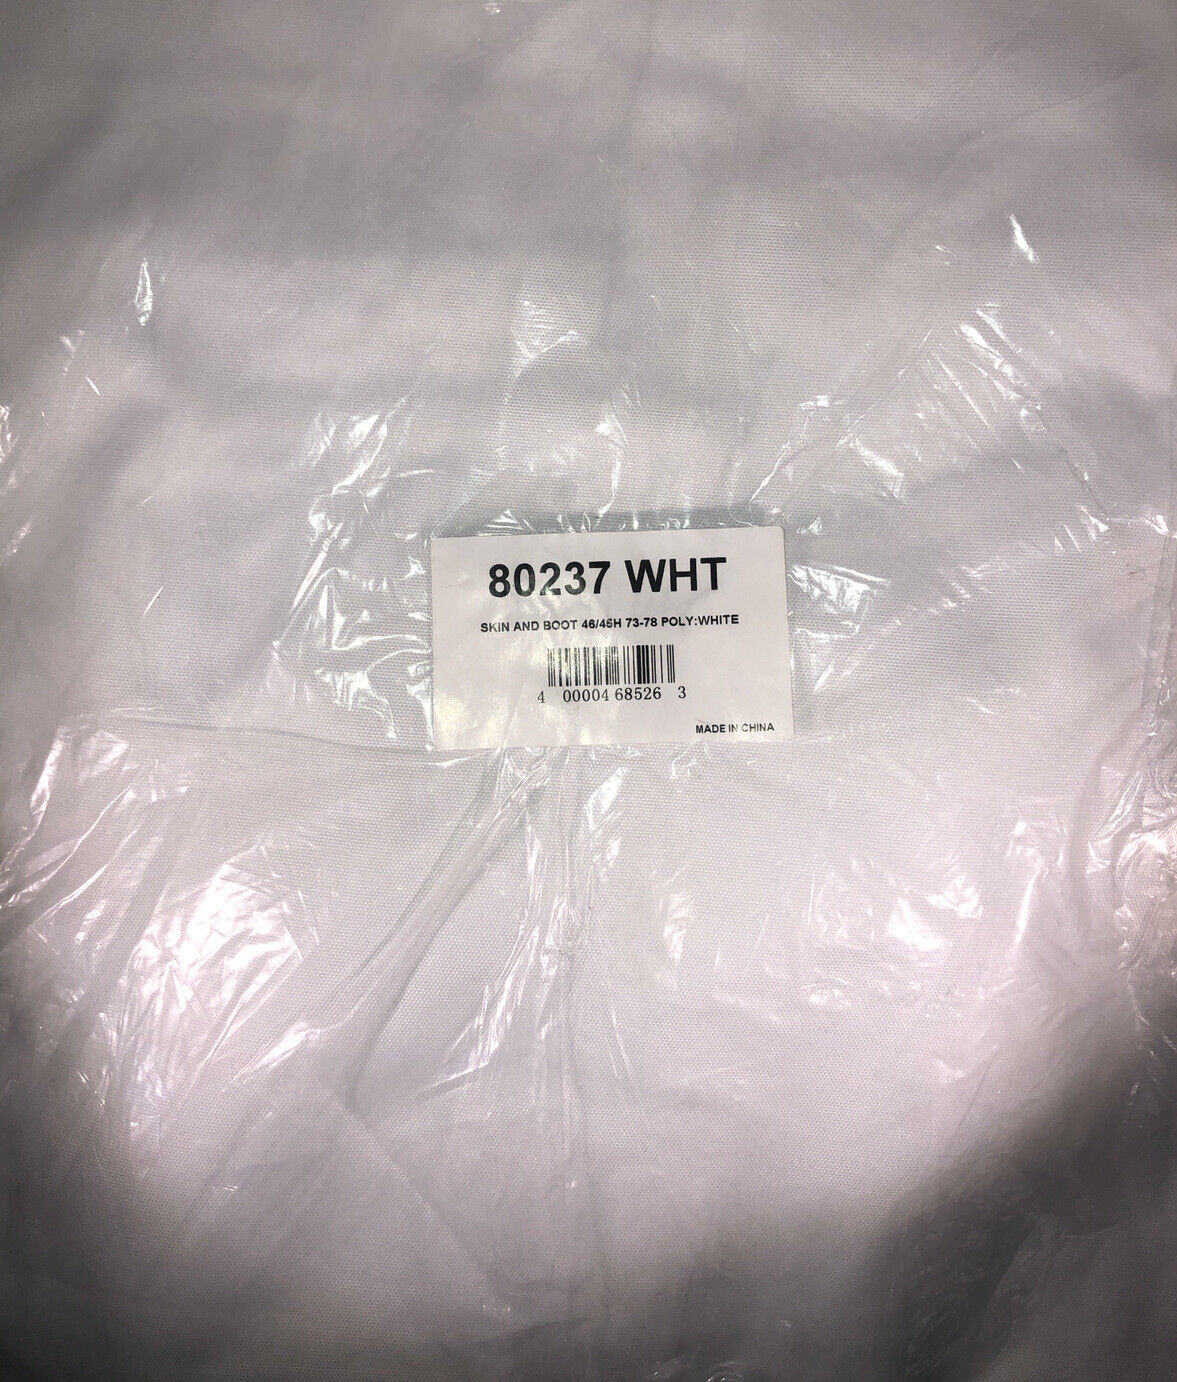 80237 WHT
SKIN AND BOOT 46/45H 73-78 POLY:WHITE
4 00004 68526 3
MADE IN CHINA